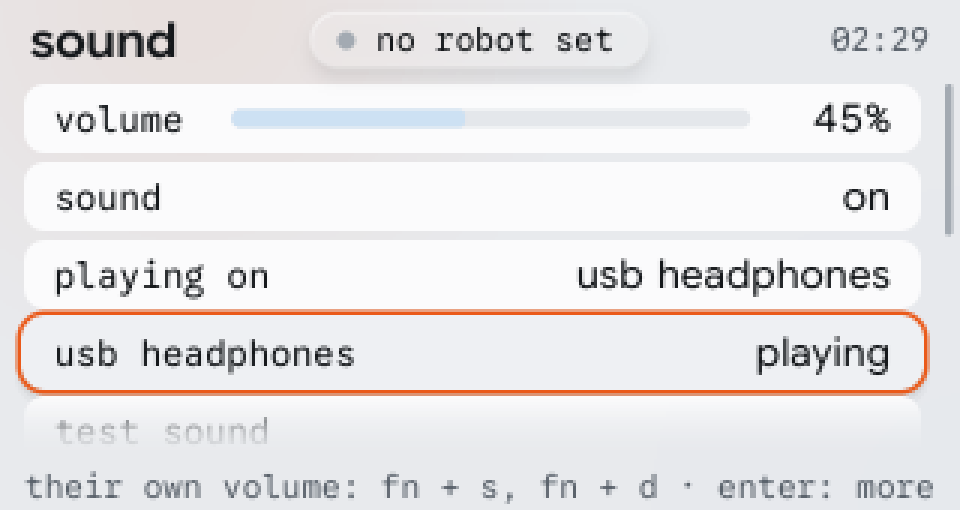 sound no robot set 02:29
volume 45%
sound on
playing on usb headphones
usb headphones playing
test sound
their own volume: fn + s, fn + d · enter: more